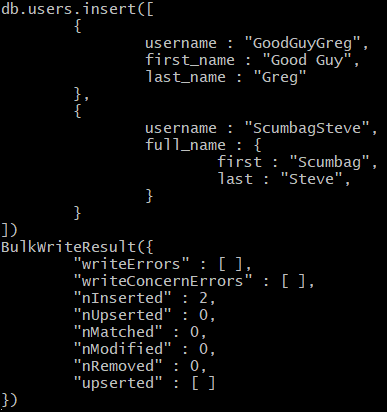 db.users.insert([
        {
                username : "GoodGuyGreg",
                first_name : "Good Guy",
                last_name : "Greg"
        },
        {
                username : "ScumbagSteve",
                full_name : {
                        first : "Scumbag",
                        last : "Steve",
                }
        }
])
BulkWriteResult({
        "writeErrors" : [ ],
        "writeConcernErrors" : [ ],
        "nInserted" : 2,
        "nUpserted" : 0,
        "nMatched" : 0,
        "nModified" : 0,
        "nRemoved" : 0,
        "upserted" : [ ]
})